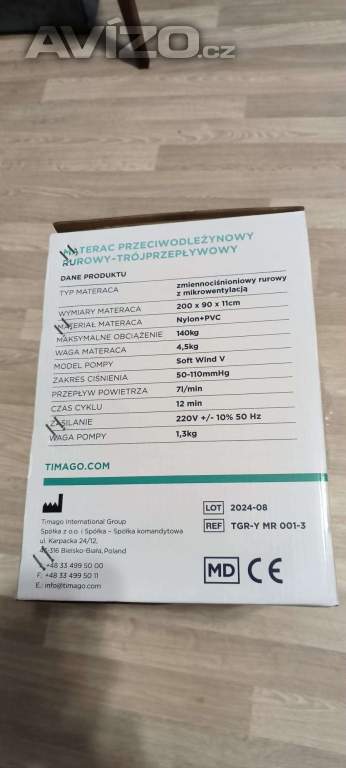 AVÍZO.cz
MATERAC PRZECIWODLEŻYNOWY
RUROWY-TRÓJPRZEPŁYWOWY
DANE PRODUKTU
TYP MATERACA zmiennociśnioniowy rurowy
z mikrowentylacją
WYMIARY MATERACA 200 x 90 x 11cm
MATERIAŁ MATERACA Nylon+PVC
MAKSYMALNE OBCIĄŻENIE 140kg
WAGA MATERACA 4,5kg
MODEL POMPY Soft Wind V
ZAKRES CIŚNIENIA 50-110mmHg
PRZEPŁYW POWIETRZA 7l/min
CZAS CYKLU 12 min
ZASILANIE 220V +/- 10% 50 Hz
WAGA POMPY 1,3kg
TIMAGO.COM
Timago International Group
Spółka z o.o. i Spółka – Spółka komandytowa
ul. Karpacka 24/12,
43-316 Bielsko-Biała, Poland
T.: +48 33 499 50 00
F.: +48 33 499 50 11
E.: info@timago.com
LOT 2024-08
REF TGR-Y MR 001-3
MD CE